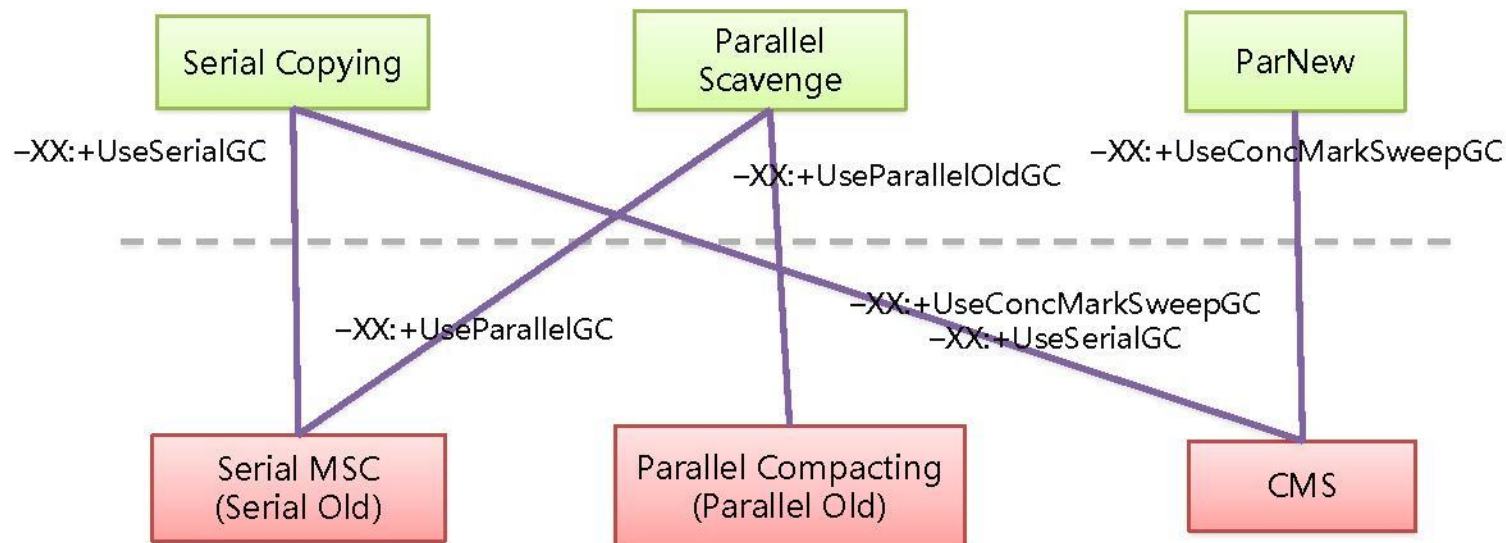 Serial Copying
Parallel
Scavenge
ParNew
–XX:+UseSerialGC
–XX:+UseParallelOldGC
–XX:+UseConcMarkSweepGC
–XX:+UseParallelGC
–XX:+UseConcMarkSweepGC
–XX:+UseSerialGC
Serial MSC
(Serial Old)
Parallel Compacting
(Parallel Old)
CMS